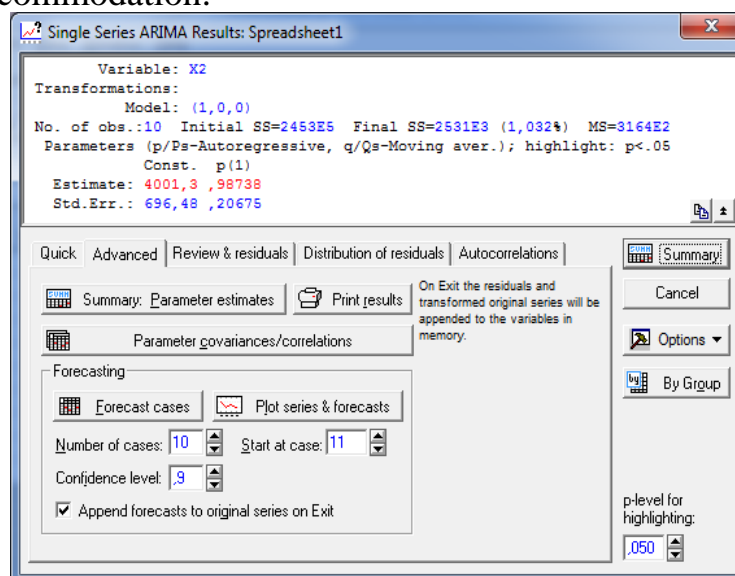 commodation.
Single Series ARIMA Results: Spreadsheet1
Variable: X2
Transformations:
Model: (1,0,0)
No. of obs.:10 Initial SS=2453E5 Final SS=2531E3 (1,032%) MS=3164E2
Parameters (p/Ps-Autoregressive, q/Qs-Moving aver.); highlight: p<.05
Const. p(1)
Estimate: 4001,3 ,98738
Std.Err.: 696,48 ,20675
Quick Advanced Review & residuals Distribution of residuals Autocorrelations
Summary: Parameter estimates Print results
Parameter covariances/correlations
On Exit the residuals and
transformed original series will be
appended to the variables in
memory.
Forecasting
Forecast cases Plot series & forecasts
Number of cases: 10 Start at case: 11
Confidence level: ,9
Append forecasts to original series on Exit
Summary
Cancel
Options
By Group
p-level for
highlighting:
,050